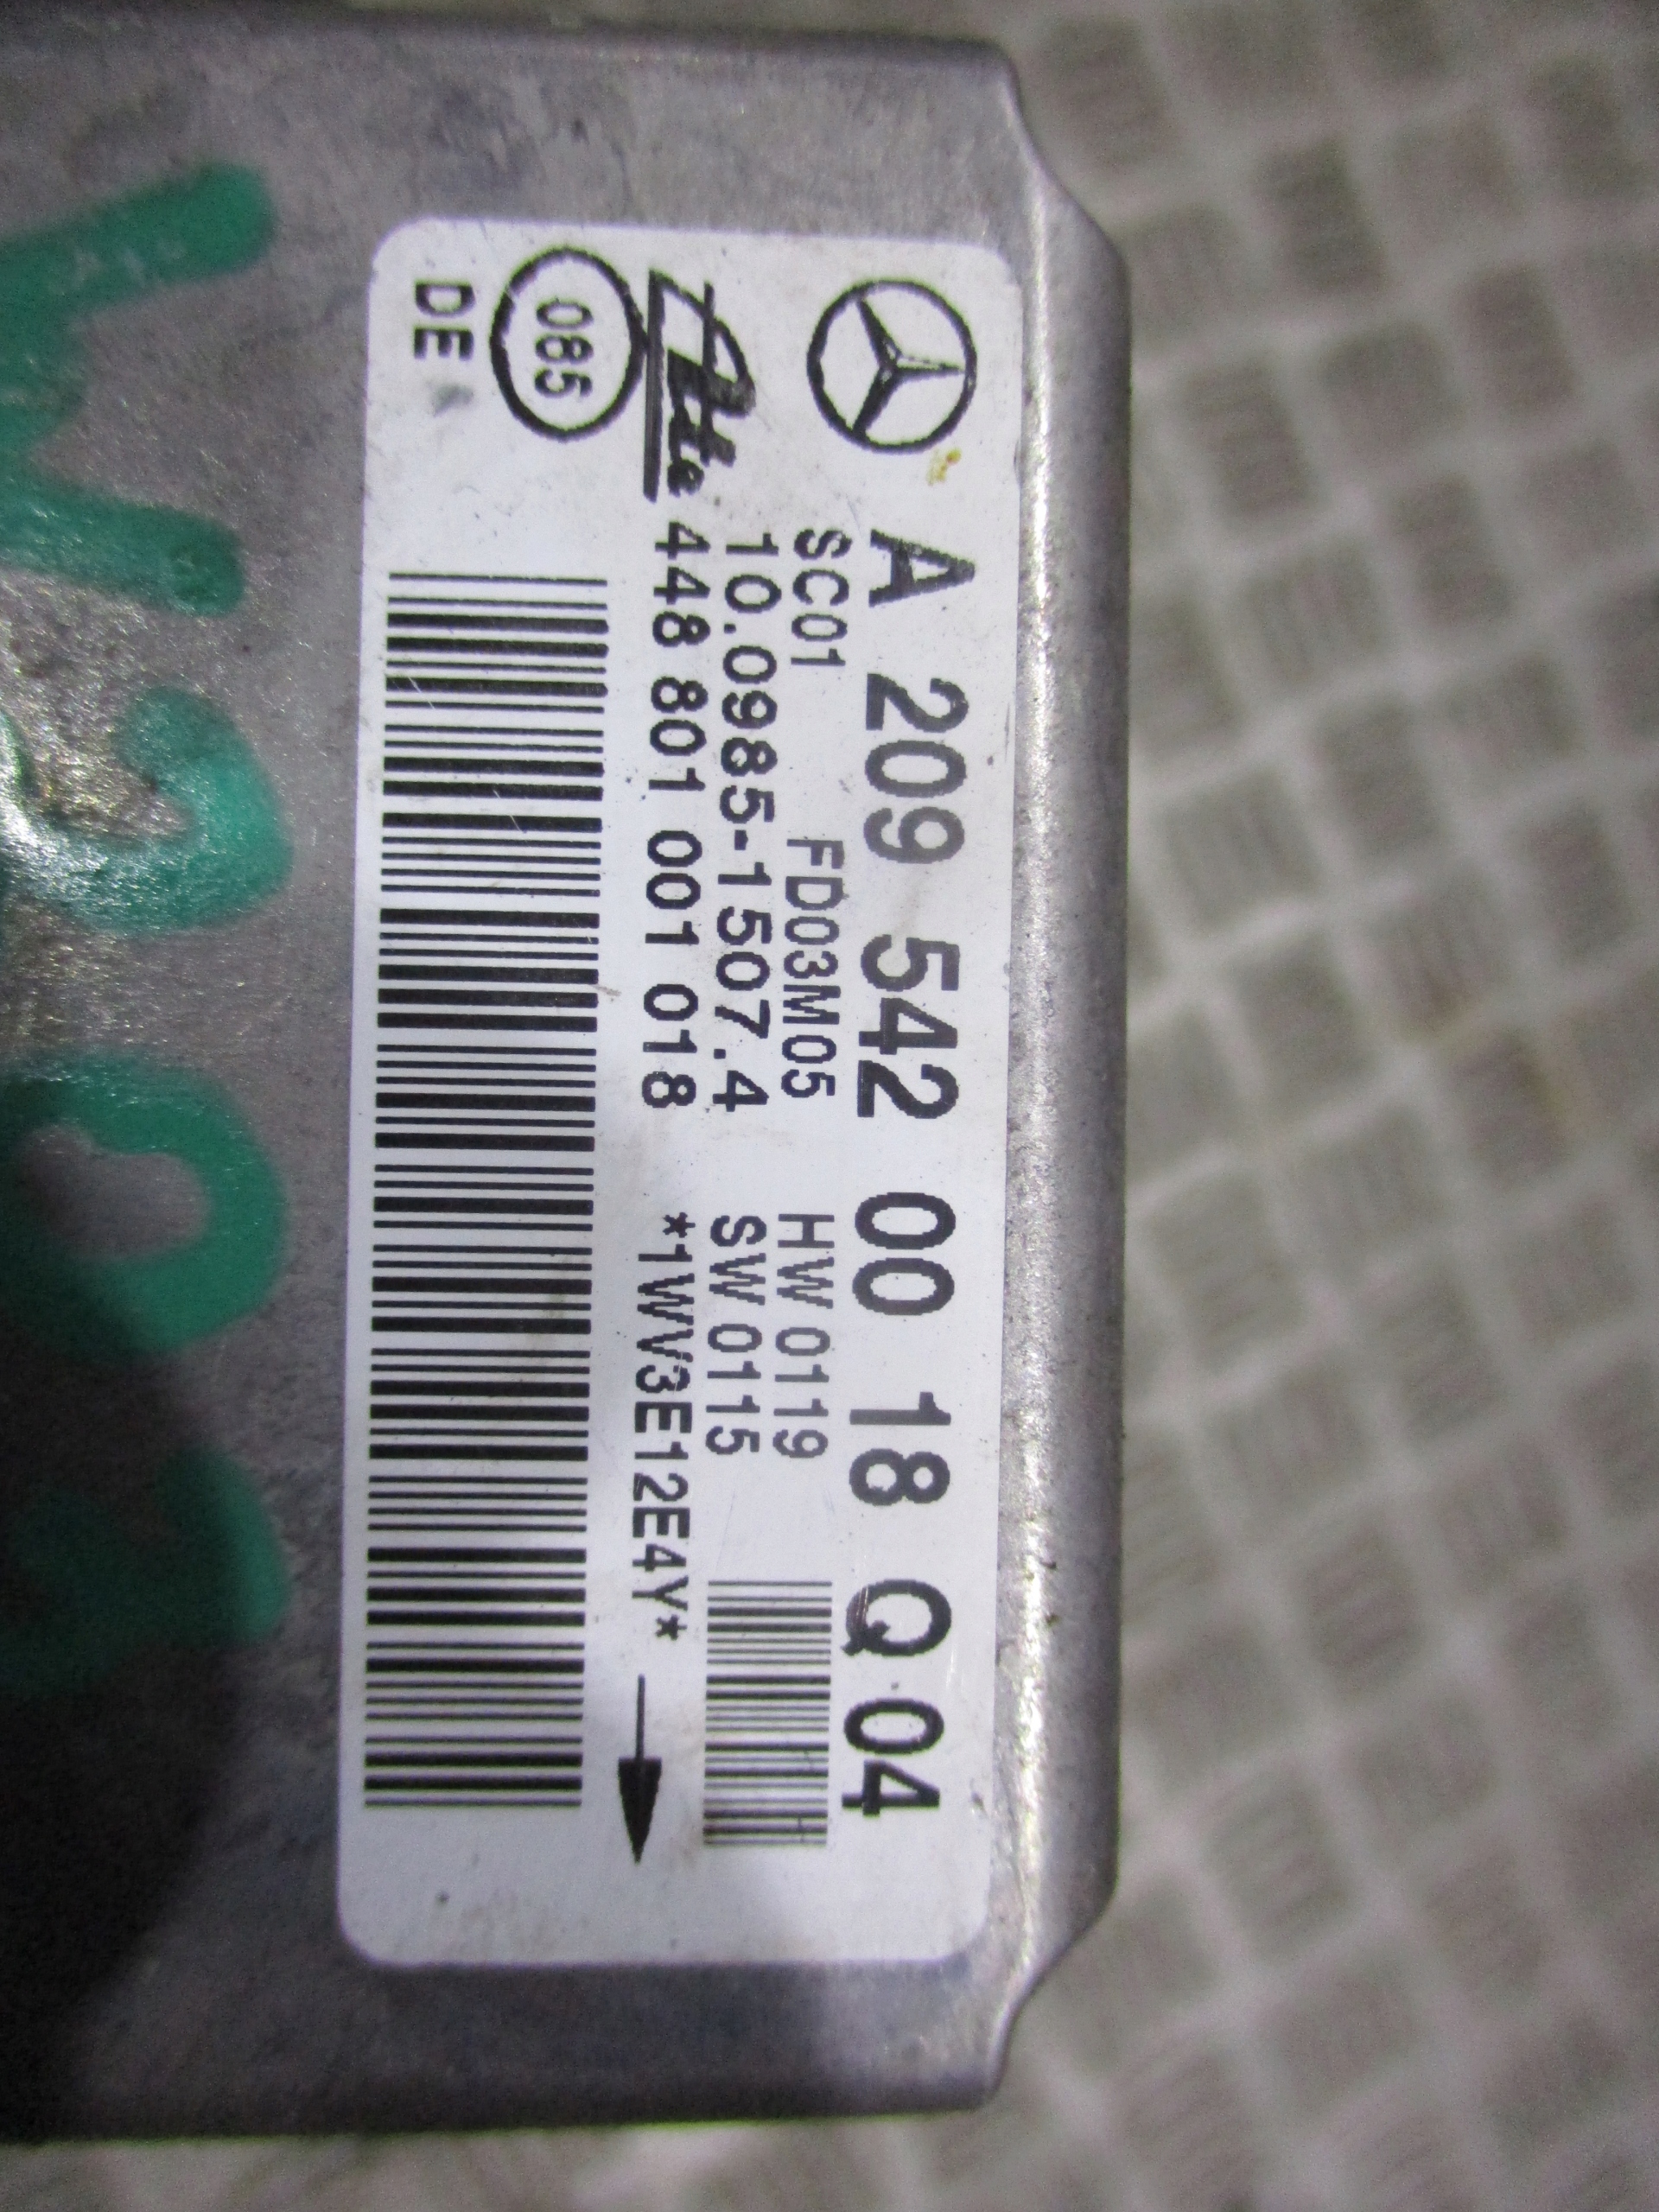 A 209 542 00 18 Q 04
SC01 FD03M05 HW 0119
Ate 10.0985-1507.4 SW 0115
448 801 001 018 *1WV3E12E4Y*
085
DE